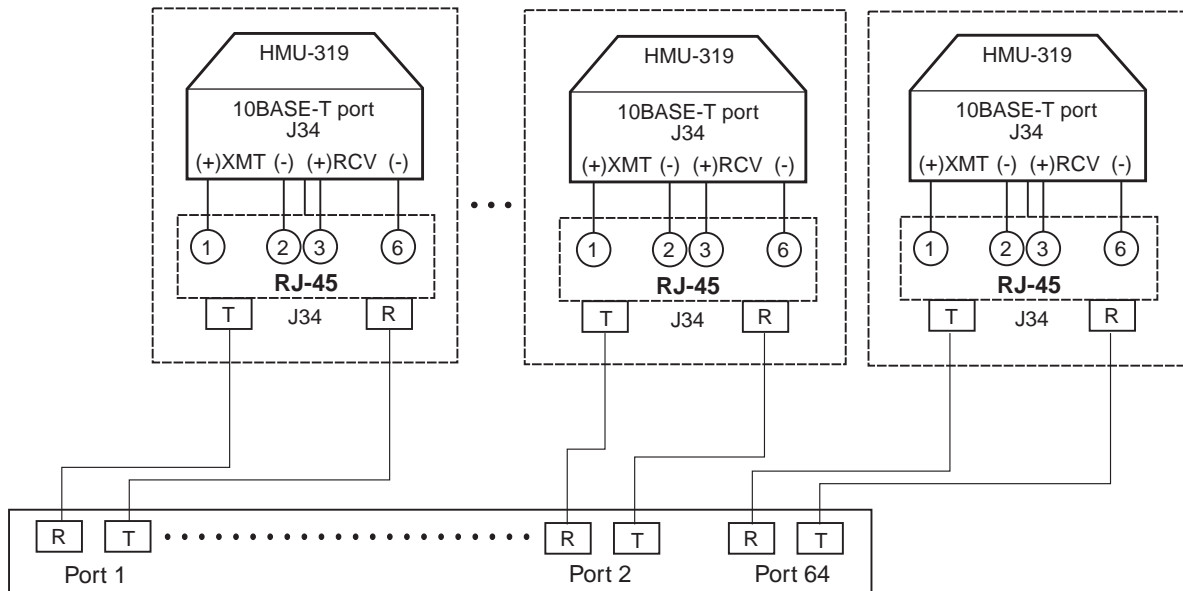 HMU-319
10BASE-T port
J34
(+)XMT (-) (+)RCV (-)
1 2 3 6
RJ-45
T J34 R
HMU-319
10BASE-T port
J34
(+)XMT (-) (+)RCV (-)
1 2 3 6
RJ-45
T J34 R
HMU-319
10BASE-T port
J34
(+)XMT (-) (+)RCV (-)
1 2 3 6
RJ-45
T J34 R
R T R T R T
Port 1 Port 2 Port 64